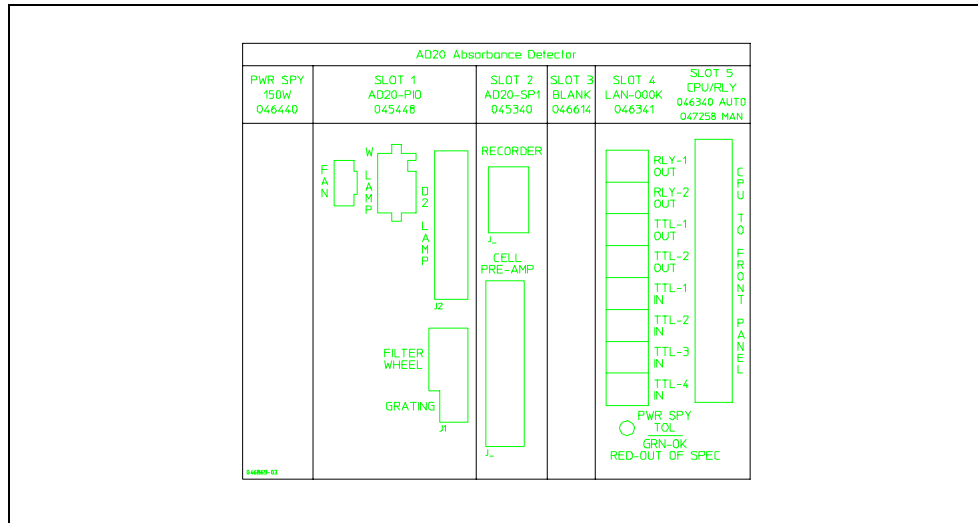 AD20 Absorbance Detector
PWR SPY
150W
046440
SLOT 1
AD20-PIO
045448
SLOT 2
AD20-SP1
045340
SLOT 3
BLANK
046614
SLOT 4
LAN-000K
046341
SLOT 5
CPU/RLY
046340 AUTO
047258 MAN
FAN
W LAMP
D2 LAMP
J2
FILTER
WHEEL
GRATING
J1
RECORDER
J_
CELL
PRE-AMP
J_
RLY-1
OUT
RLY-2
OUT
TTL-1
OUT
TTL-2
OUT
TTL-1
IN
TTL-2
IN
TTL-3
IN
TTL-4
IN
CPU TO FRONT PANEL
PWR SPY
TOL
GRN-OK
RED-OUT OF SPEC